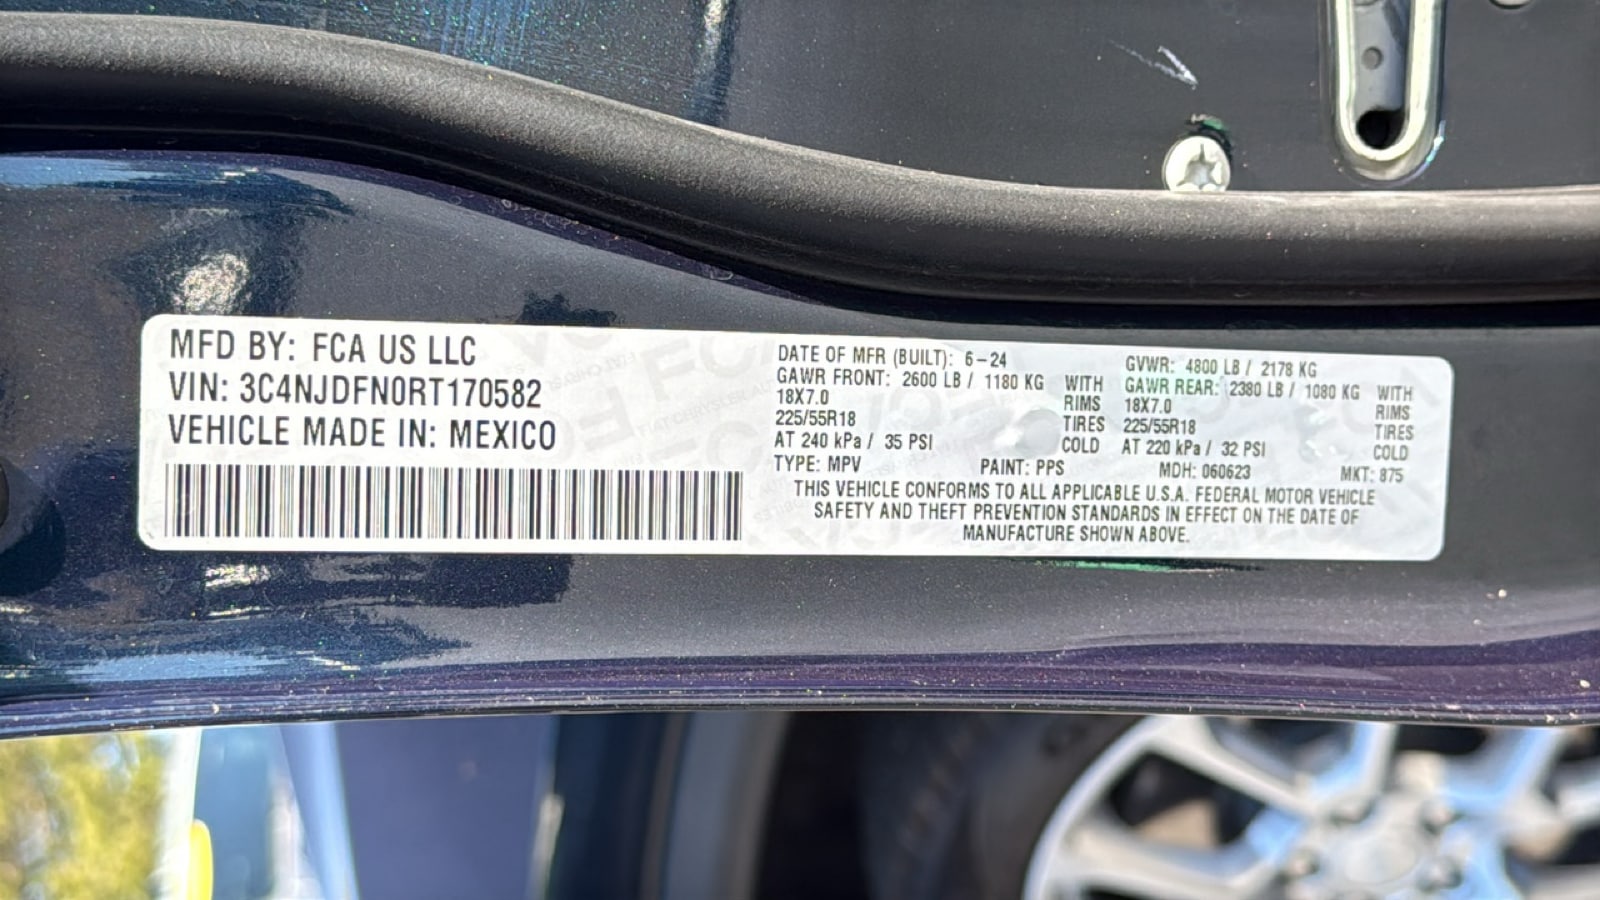 MFD BY: FCA US LLC
VIN: 3C4NJDFN0RT170582
VEHICLE MADE IN: MEXICO
DATE OF MFR (BUILT): 6-24
GAWR FRONT: 2600 LB / 1180 KG WITH
18X7.0 RIMS
225/55R18 TIRES
AT 240 kPa / 35 PSI COLD
GVWR: 4800 LB / 2178 KG
GAWR REAR: 2380 LB / 1080 KG WITH
18X7.0 RIMS
225/55R18 TIRES
AT 220 kPa / 32 PSI COLD
TYPE: MPV PAINT: PPS MDH: 060623 MKT: 875
THIS VEHICLE CONFORMS TO ALL APPLICABLE U.S.A. FEDERAL MOTOR VEHICLE
SAFETY AND THEFT PREVENTION STANDARDS IN EFFECT ON THE DATE OF
MANUFACTURE SHOWN ABOVE.